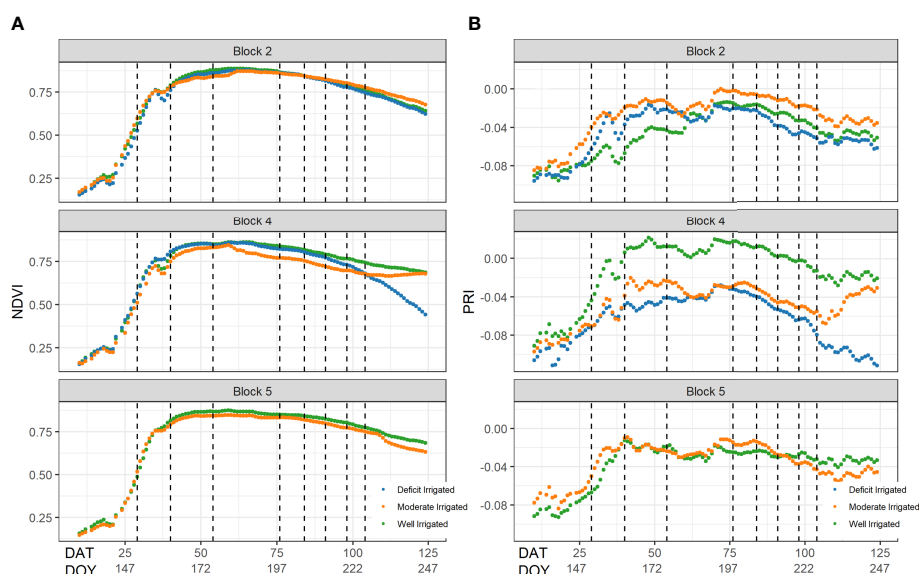 A
B
Block 2
Block 2
0.75
0.50
0.25
0.00
-0.04
-0.08
Block 4
Block 4
0.75
0.50
0.25
0.00
-0.04
-0.08
NDVI
PRI
Block 5
Block 5
0.75
0.50
0.25
0.00
-0.04
-0.08
Deficit Irrigated
Moderate Irrigated
Well Irrigated
Deficit Irrigated
Moderate Irrigated
Well Irrigated
DAT 25 50 75 100 125
DOY 147 172 197 222 247
DAT 25 50 75 100 125
DOY 147 172 197 222 247